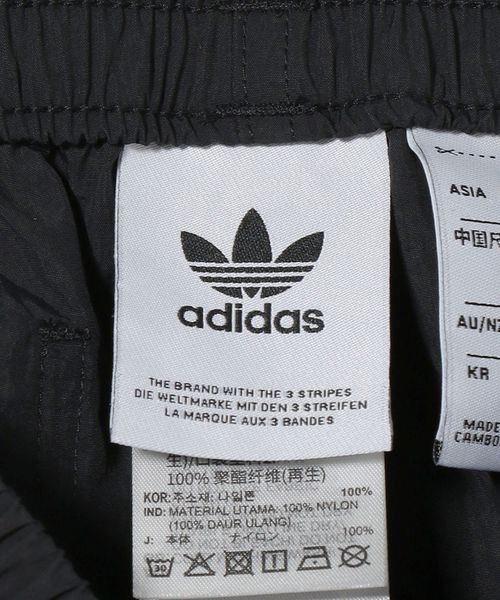 adidas
THE BRAND WITH THE 3 STRIPES
DIE WELTMARKE MIT DEN 3 STREIFEN
LA MARQUE AUX 3 BANDES
100% 聚酯纤维(再生)
KOR: 주소재: 나일론 100%
IND: MATERIAL UTAMA: 100% NYLON
(100% DAUR ULANG)
J: 本体 ナイロン 100%
30
ASIA
中国
AU/NZ
KR
MADE
CAMBO